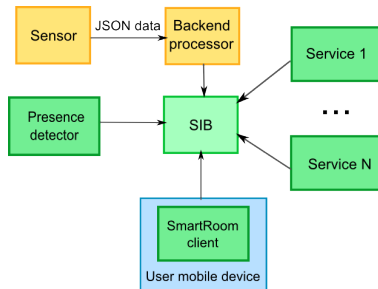 Sensor
JSON data
Backend
processor
Service 1
Presence
detector
SIB
...
Service N
SmartRoom
client
User mobile device